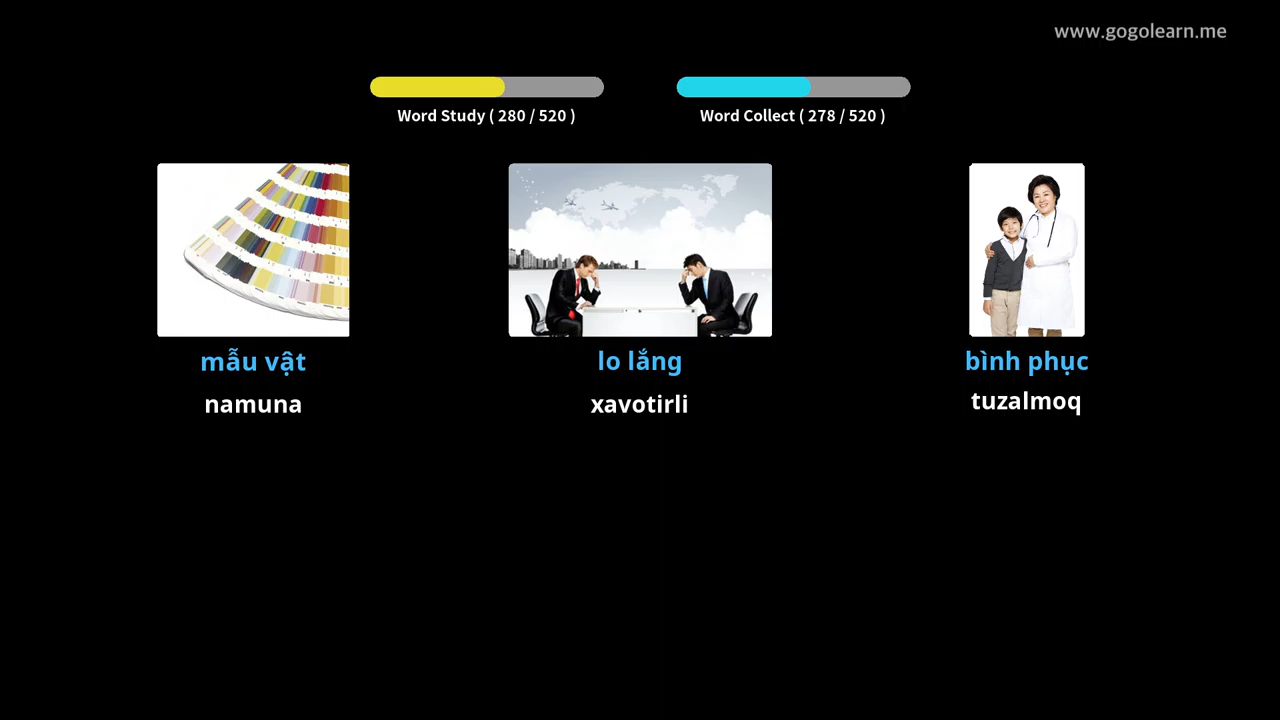 www.gogolearn.me
Word Study ( 280 / 520 )
Word Collect ( 278 / 520 )
mẫu vật
lo lắng
bình phục
namuna
xavotirli
tuzalmoq